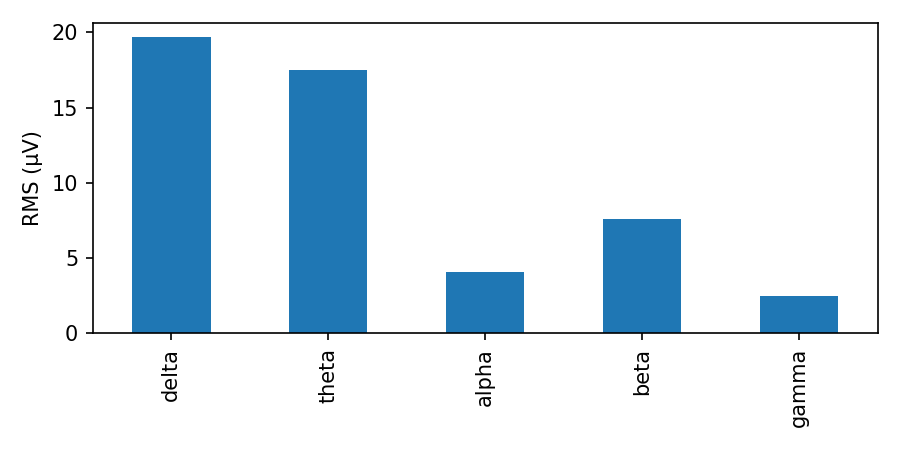 20
15
10
5
0
RMS (µV)
delta
theta
alpha
beta
gamma